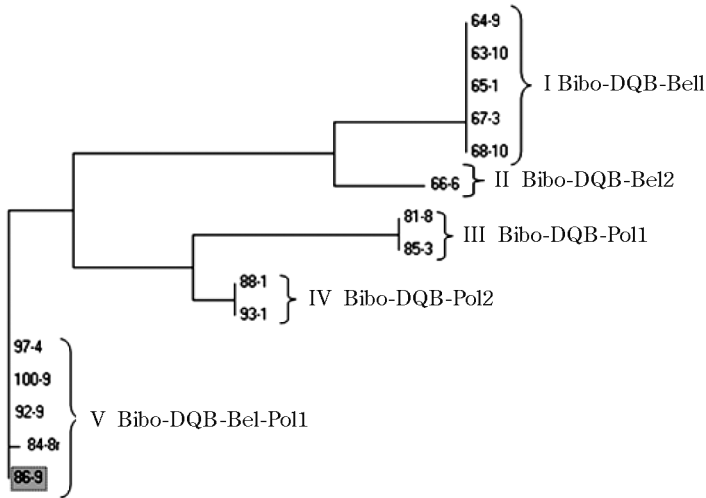 64-9
63-10
65-1
67-3
68-10
I Bibo-DQB-Bell
66-6
II Bibo-DQB-Bel2
81-8
85-3
III Bibo-DQB-Pol1
88-1
93-1
IV Bibo-DQB-Pol2
97-4
100-9
92-9
84-8r
86-9
V Bibo-DQB-Bel-Pol1